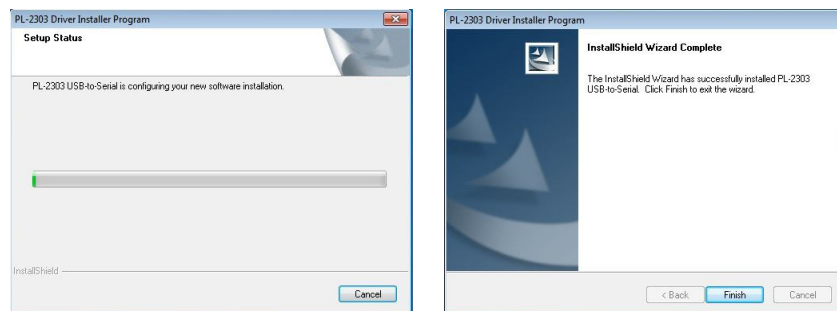 PL-2303 Driver Installer Program
Setup Status
PL-2303 USB-to-Serial is configuring your new software installation.
InstallShield
Cancel
PL-2303 Driver Installer Program
InstallShield Wizard Complete
The InstallShield Wizard has successfully installed PL-2303
USB-to-Serial. Click Finish to exit the wizard.
< Back Finish Cancel